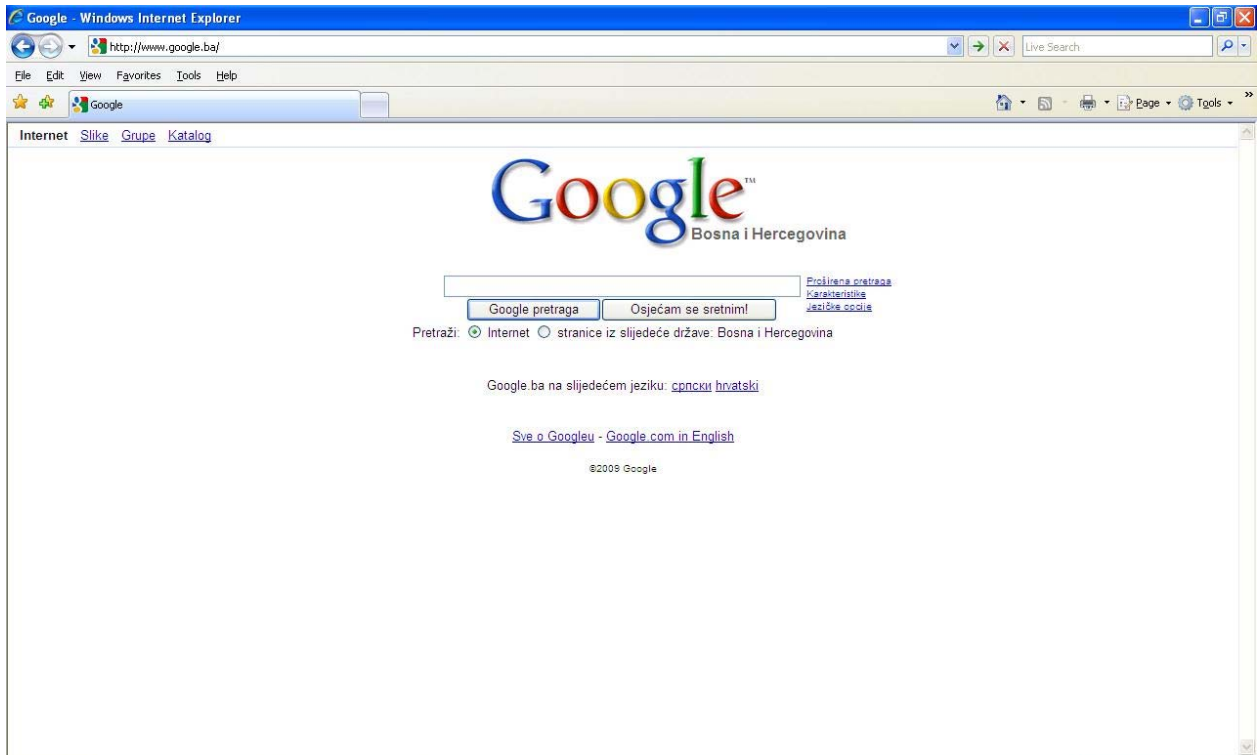 Google - Windows Internet Explorer
http://www.google.ba/
Live Search
File Edit View Favorites Tools Help
Google
Page Tools »
Internet Slike Grupe Katalog
Google™
Bosna i Hercegovina
Proširena pretraga
Karakteristike
Google pretraga Osjećam se sretnim! Jezičke opcije
Pretraži: Internet stranice iz slijedeće države: Bosna i Hercegovina
Google.ba na slijedećem jeziku: српски hrvatski
Sve o Googleu - Google.com in English
©2009 Google